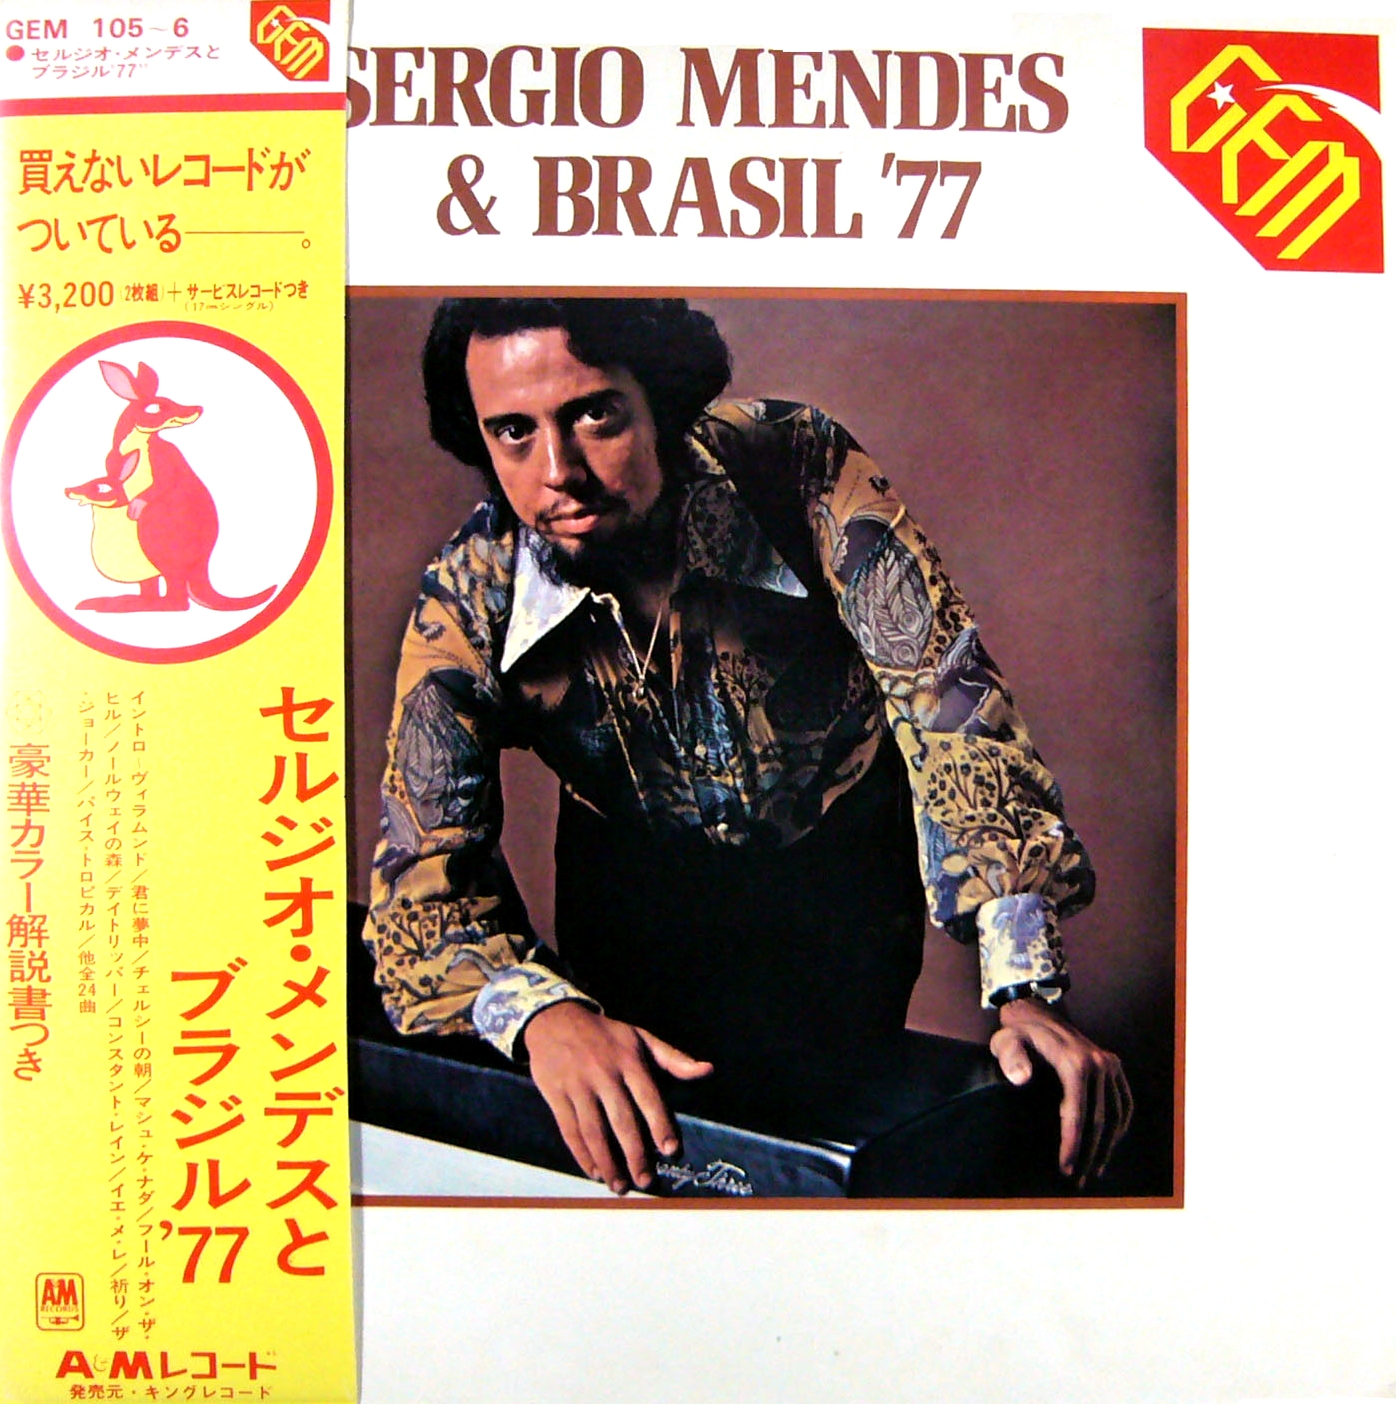 GEM 105~6
●セルジオ・メンデスと
ブラジル'77"
GEM
SERGIO MENDES
& BRASIL '77
GEM
買えないレコードが
ついている———。
¥3,200(2枚組)+サービスレコードつき
(17cmシングル)
セルジオ・メンデスと
ブラジル'77
イントロ-ヴィラムンド/君に夢中/チェルシーの朝/マシュ・ケ・ナダ/フール・オン・ザ・
ヒル/ノールウェイの森/デイトリッパー/コンスタント・レイン/イエ・メ・レ/祈り/ザ
・ジョーカー/パイス・トロピカル/他全24曲
豪華カラー解説書つき
AM
RECORDS
A&Mレコード
発売元・キングレコード